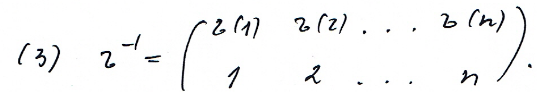 (3) τ⁻¹ = ( τ(1) τ(2) . . . τ(n)
1 2 . . . n ) .